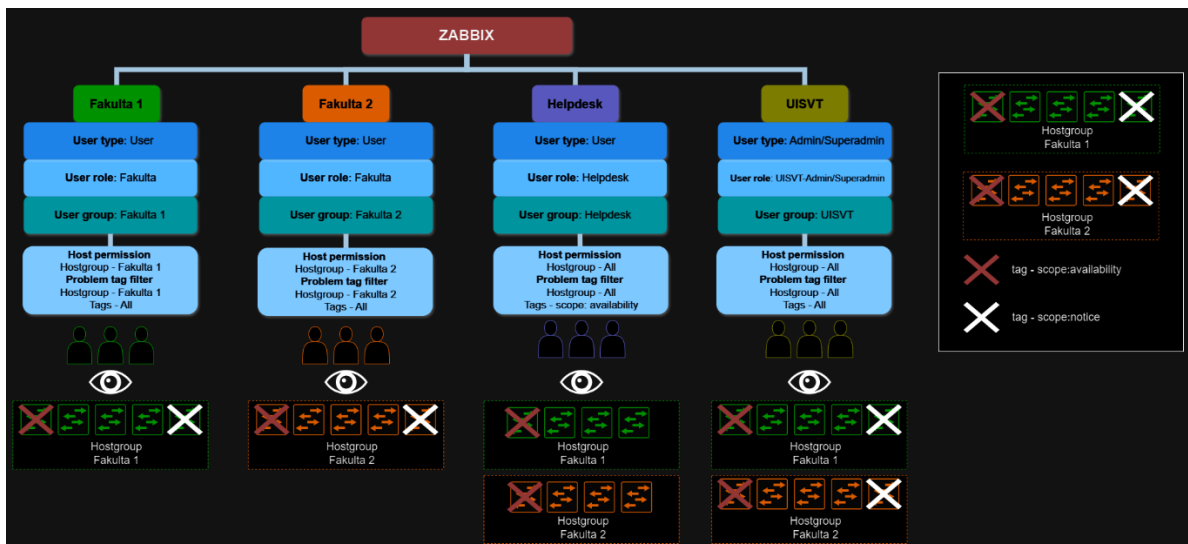 ZABBIX
Fakulta 1
User type: User
User role: Fakulta
User group: Fakulta 1
Host permission
Hostgroup - Fakulta 1
Problem tag filter
Hostgroup - Fakulta 1
Tags - All
Hostgroup
Fakulta 1
Fakulta 2
User type: User
User role: Fakulta
User group: Fakulta 2
Host permission
Hostgroup - Fakulta 2
Problem tag filter
Hostgroup - Fakulta 2
Tags - All
Hostgroup
Fakulta 2
Helpdesk
User type: User
User role: Helpdesk
User group: Helpdesk
Host permission
Hostgroup - All
Problem tag filter
Hostgroup - All
Tags - scope: availability
Hostgroup
Fakulta 1
Hostgroup
Fakulta 2
UISVT
User type: Admin/Superadmin
User role: UISVT-Admin/Superadmin
User group: UISVT
Host permission
Hostgroup - All
Problem tag filter
Hostgroup - All
Tags - All
Hostgroup
Fakulta 1
Hostgroup
Fakulta 2
Hostgroup
Fakulta 1
Hostgroup
Fakulta 2
tag - scope:availability
tag - scope:notice